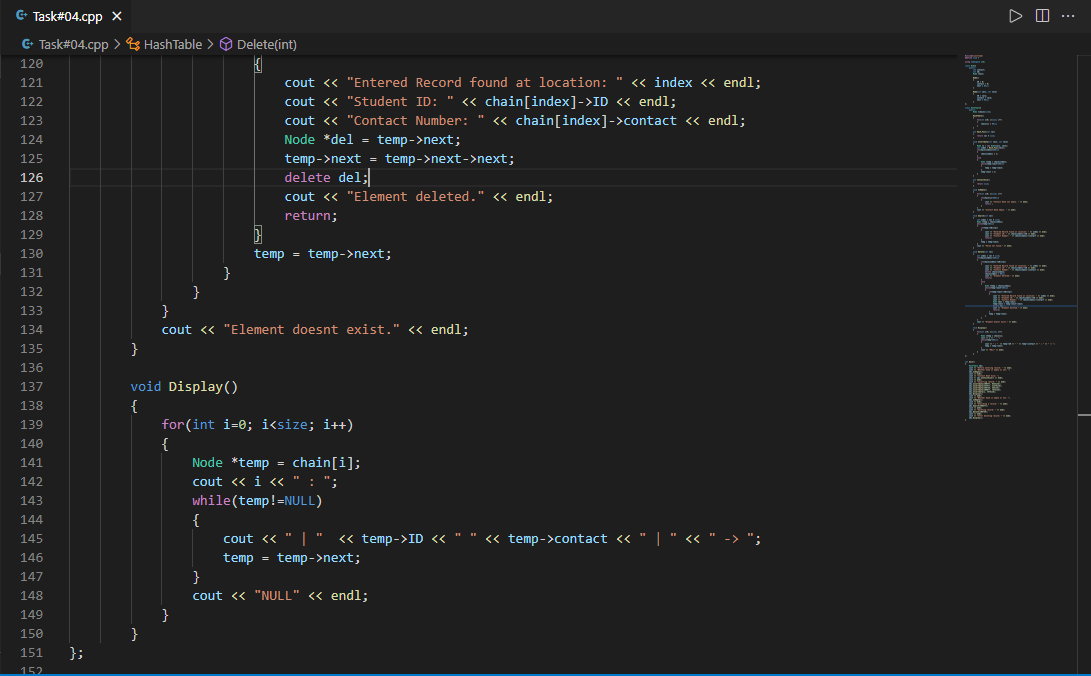 Task#04.cpp
Task#04.cpp > HashTable > Delete(int)
120 {
121 cout << "Entered Record found at location: " << index << endl;
122 cout << "Student ID: " << chain[index]->ID << endl;
123 cout << "Contact Number: " << chain[index]->contact << endl;
124 Node *del = temp->next;
125 temp->next = temp->next->next;
126 delete del;
127 cout << "Element deleted." << endl;
128 return;
129 }
130 temp = temp->next;
131 }
132 }
133 }
134 cout << "Element doesnt exist." << endl;
135 }
136
137 void Display()
138 {
139 for(int i=0; i<size; i++)
140 {
141 Node *temp = chain[i];
142 cout << i << " : ";
143 while(temp!=NULL)
144 {
145 cout << " | "  << temp->ID << " " << temp->contact << " | " << " -> ";
146 temp = temp->next;
147 }
148 cout << "NULL" << endl;
149 }
150 }
151 };
152